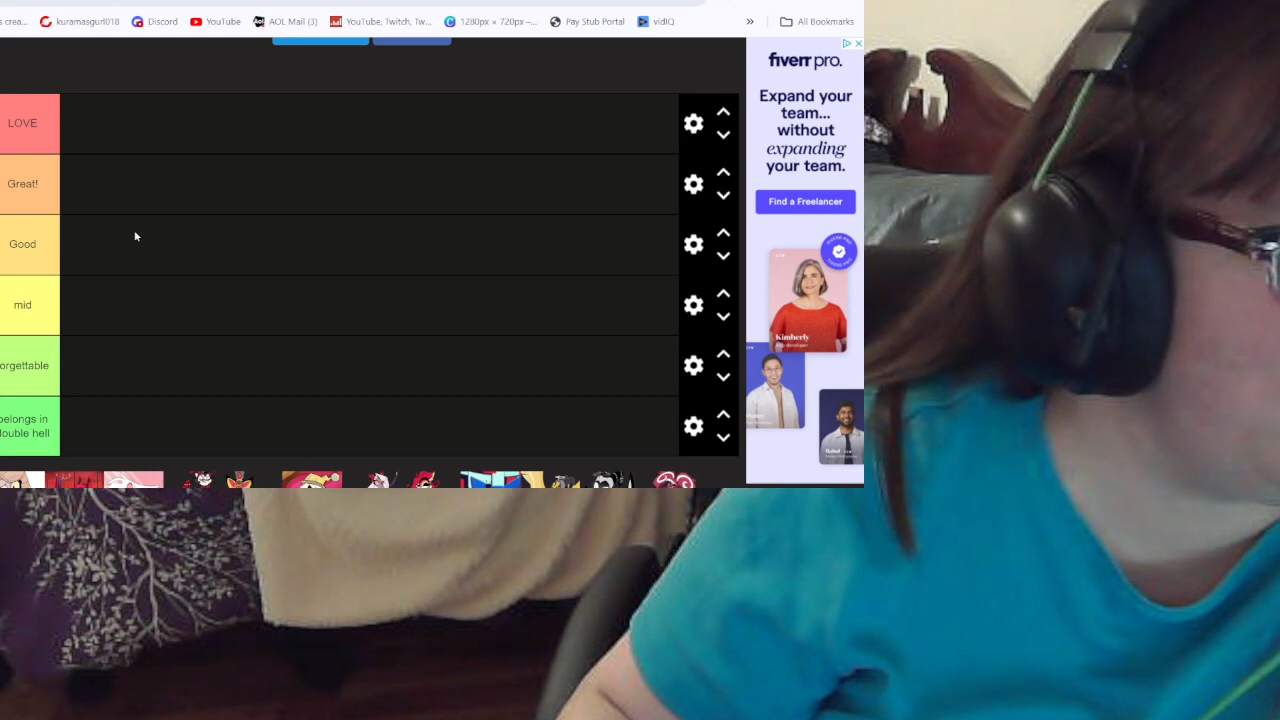 s crea...
kuramasgurl018
Discord
YouTube
AOL Mail (3)
YouTube, Twitch, Tw...
1280px × 720px –...
Pay Stub Portal
vidIQ
»
All Bookmarks
LOVE
Great!
Good
mid
orgettable
belongs in
double hell
fiverr pro.
Expand your
team...
without
expanding
your team.
Find a Freelancer
Kimberly